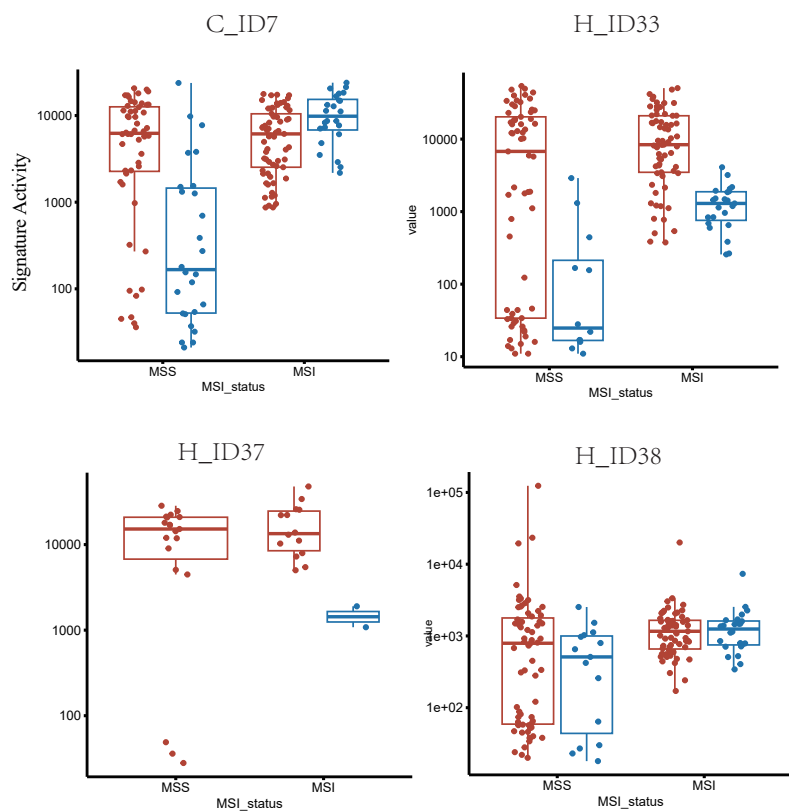 C_ID7
Signature Activity
10000
1000
100
MSS
MSI
MSI_status
H_ID33
value
10000
1000
100
10
MSS
MSI
MSI_status
H_ID37
10000
1000
100
MSS
MSI
MSI_status
H_ID38
value
1e+05
1e+04
1e+03
1e+02
MSS
MSI
MSI_status